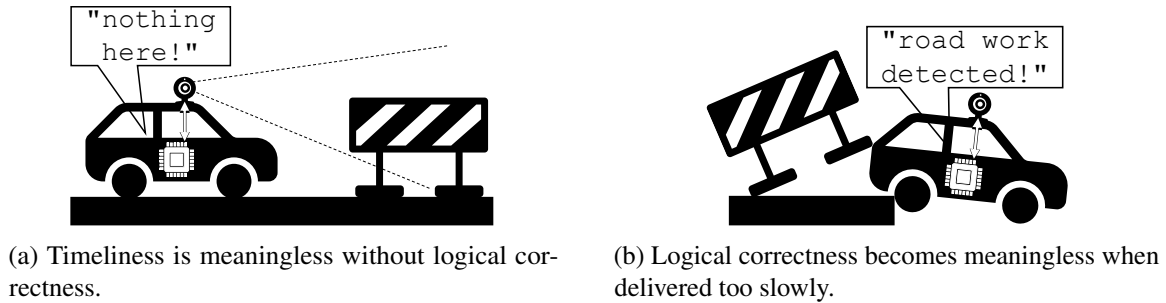 "nothing
here!"
"road work
detected!"
(a) Timeliness is meaningless without logical cor-
rectness.
(b) Logical correctness becomes meaningless when
delivered too slowly.